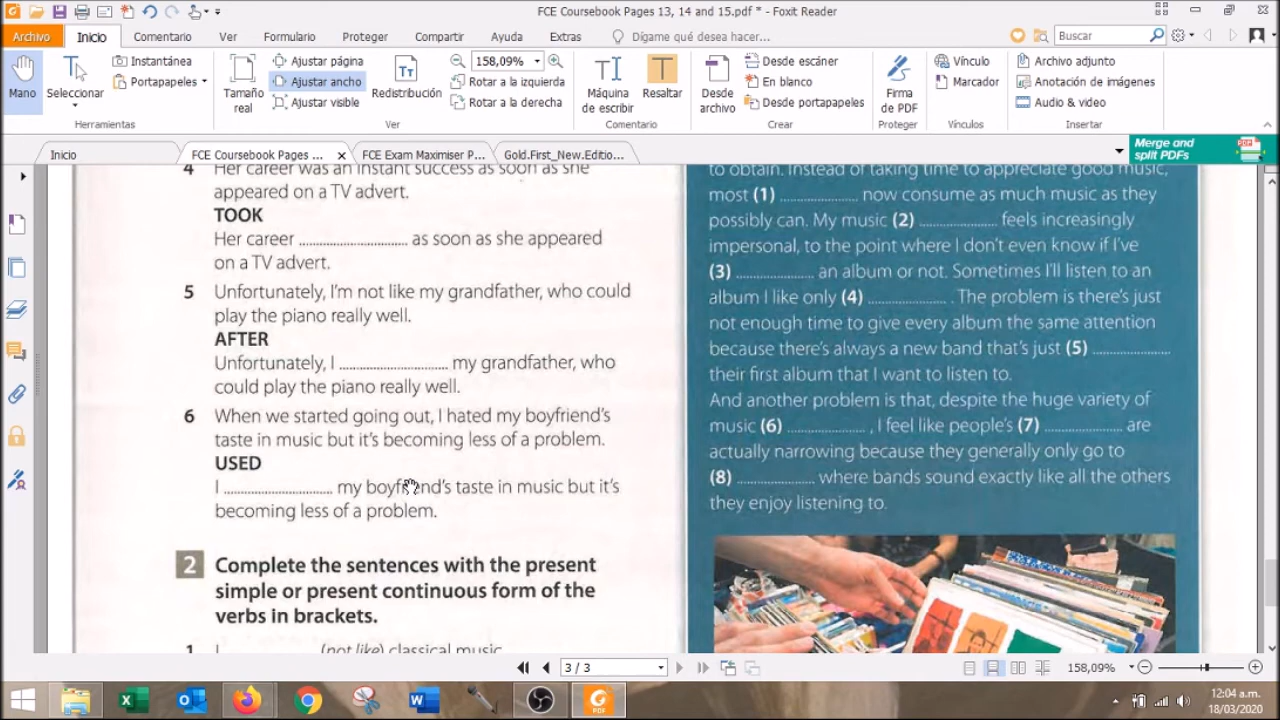 FCE Coursebook Pages 13, 14 and 15.pdf * - Foxit Reader
Archivo Inicio Comentario Ver Formulario Proteger Compartir Ayuda Extras Dígame qué desea hacer... Buscar
Mano
Seleccionar
Instantánea
Portapapeles
Herramientas
Tamaño real
Ajustar página
Ajustar ancho
Ajustar visible
Redistribución
158,09%
Rotar a la izquierda
Rotar a la derecha
Ver
Máquina de escribir
Resaltar
Comentario
Desde archivo
Desde escáner
En blanco
Desde portapapeles
Crear
Firma de PDF
Proteger
Vínculo
Marcador
Vínculos
Archivo adjunto
Anotación de imágenes
Audio & video
Insertar
Inicio FCE Coursebook Pages ... FCE Exam Maximiser P... Gold.First_New.Editio...
Merge and
split PDFs
4 Her career was an instant success as soon as she
appeared on a TV advert.
TOOK
Her career .............................. as soon as she appeared
on a TV advert.
5 Unfortunately, I'm not like my grandfather, who could
play the piano really well.
AFTER
Unfortunately, I .............................. my grandfather, who
could play the piano really well.
6 When we started going out, I hated my boyfriend's
taste in music but it's becoming less of a problem.
USED
I .............................. my boyfriend's taste in music but it's
becoming less of a problem.
2 Complete the sentences with the present
simple or present continuous form of the
verbs in brackets.
1 I (not like) classical music
to obtain. Instead of taking time to appreciate good music,
most (1) .................... now consume as much music as they
possibly can. My music (2) .................... feels increasingly
impersonal, to the point where I don't even know if I've
(3) .................... an album or not. Sometimes I'll listen to an
album I like only (4) .................... . The problem is there's just
not enough time to give every album the same attention
because there's always a new band that's just (5) ....................
their first album that I want to listen to.
And another problem is that, despite the huge variety of
music (6) .................... , I feel like people's (7) .................... are
actually narrowing because they generally only go to
(8) .................... where bands sound exactly like all the others
they enjoy listening to.
3 / 3
158,09%
12:04 a.m.
18/03/2020